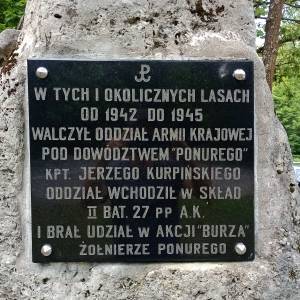 W TYCH I OKOLICZNYCH LASACH
OD 1942 DO 1945
WALCZYŁ ODDZIAŁ ARMII KRAJOWEJ
POD DOWÓDZTWEM "PONUREGO"
KPT. JERZEGO KURPIŃSKIEGO
ODDZIAŁ WCHODZIŁ W SKŁAD
II BAT. 27 PP A.K.
I BRAŁ UDZIAŁ W AKCJI "BURZA"
ŻOŁNIERZE PONUREGO